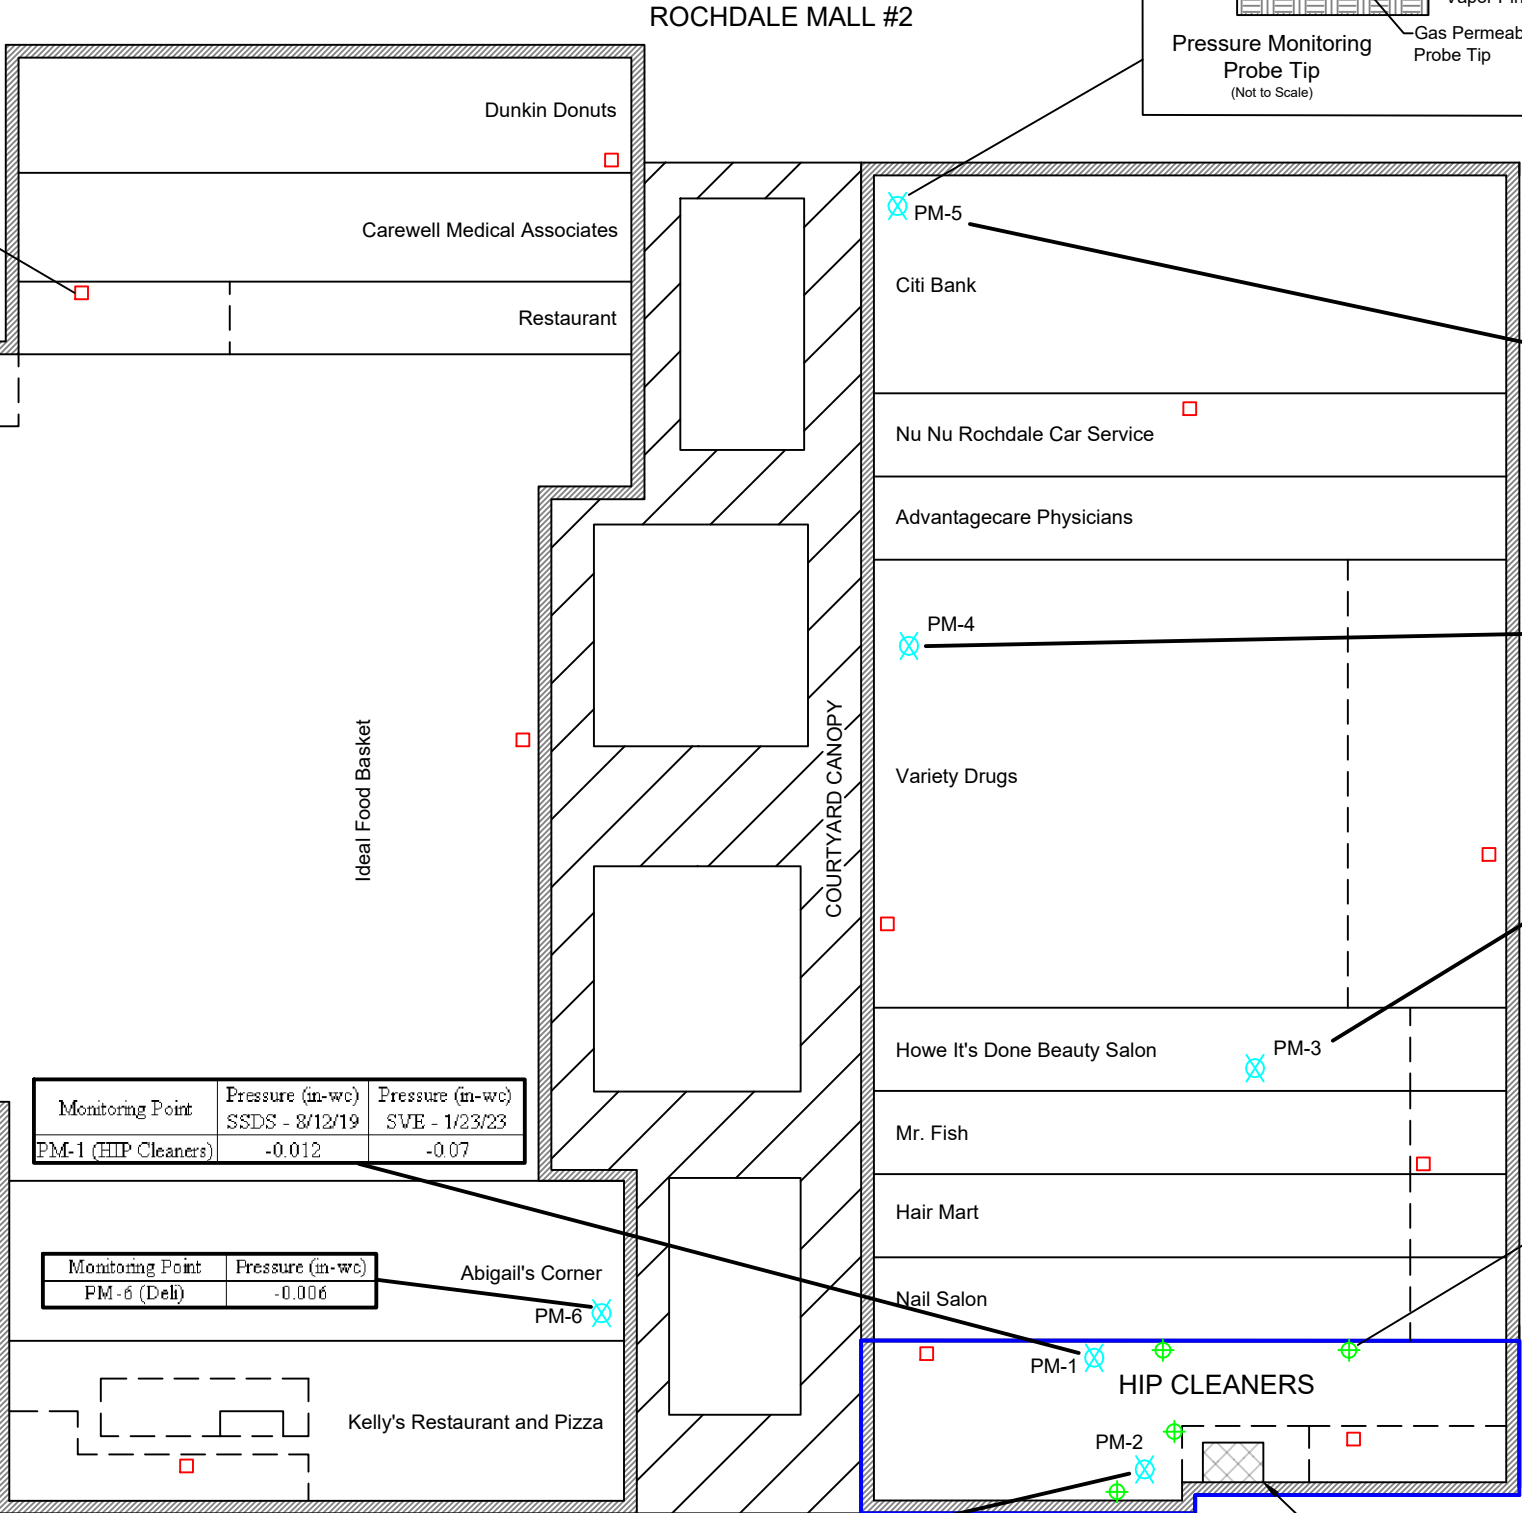 ROCHDALE MALL #2
Pressure Monitoring
Probe Tip
(Not to Scale)
Probe Tip
Dunkin Donuts
Carewell Medical Associates
Restaurant
PM-5
Citi Bank
Nu Nu Rochdale Car Service
Advantagecare Physicians
PM-4
Variety Drugs
COURTYARD CANOPY
Ideal Food Basket
Howe It's Done Beauty Salon
PM-3
Mr. Fish
Hair Mart
Nail Salon
Monitoring Point Pressure (in-wc) SSDS - 8/12/19 Pressure (in-wc) SVE - 1/23/23
PM-1 (HIP Cleaners) -0.012 -0.07
Monitoring Point Pressure (in-wc)
PM-6 (Deli) -0.006
Abigail's Corner
PM-6
Kelly's Restaurant and Pizza
PM-1
HIP CLEANERS
PM-2